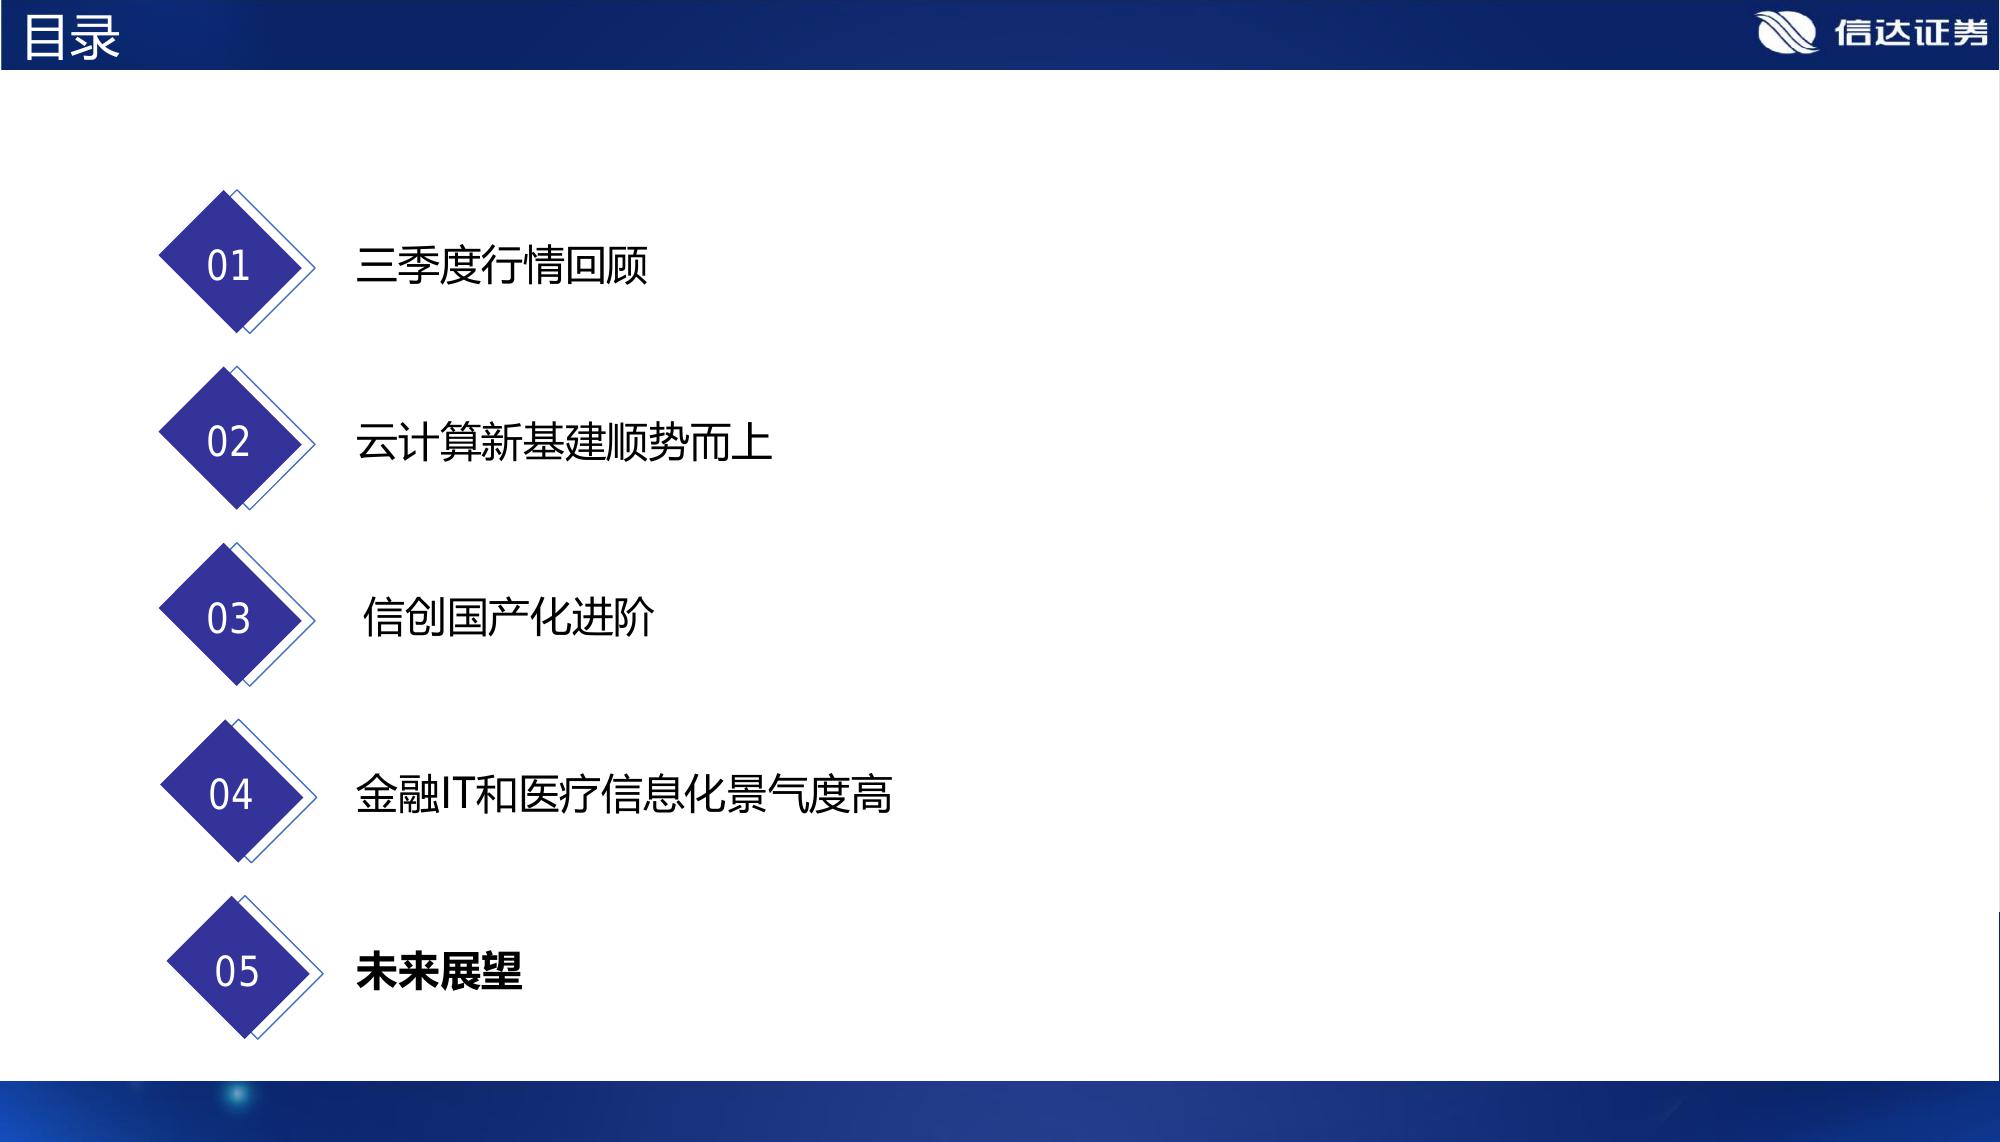 目录
信达证券
01
三季度行情回顾
02
云计算新基建顺势而上
03
信创国产化进阶
04
金融IT和医疗信息化景气度高
05
未来展望